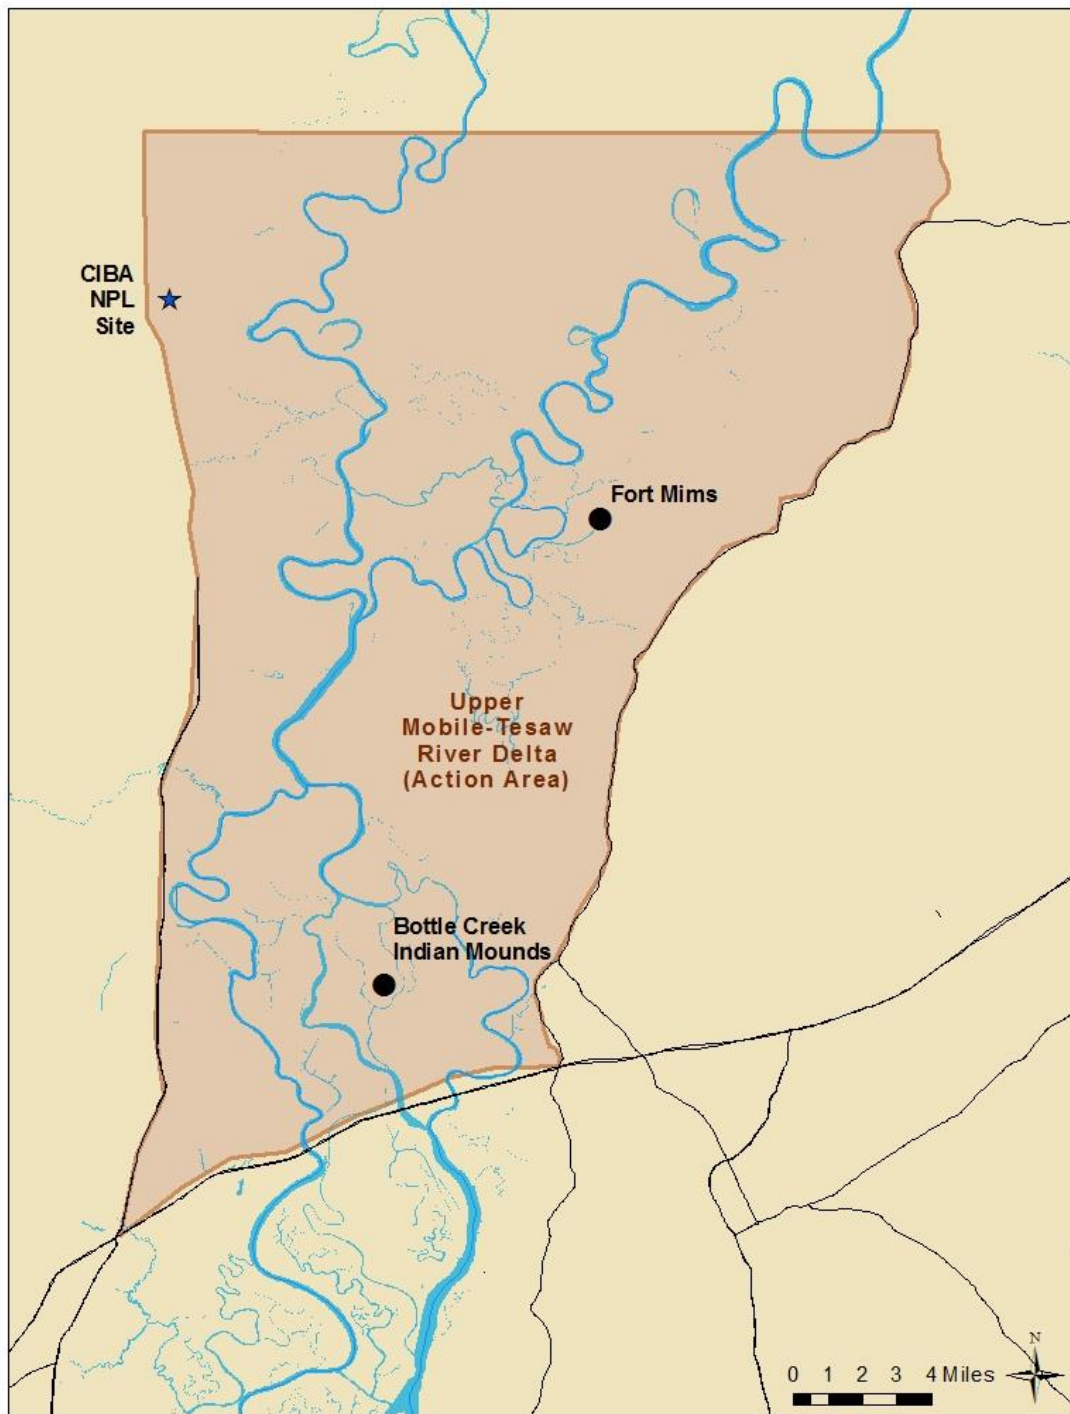 CIBA
NPL
Site
Fort Mims
Upper
Mobile-Tesaw
River Delta
(Action Area)
Bottle Creek
Indian Mounds
N
0 1 2 3 4 Miles